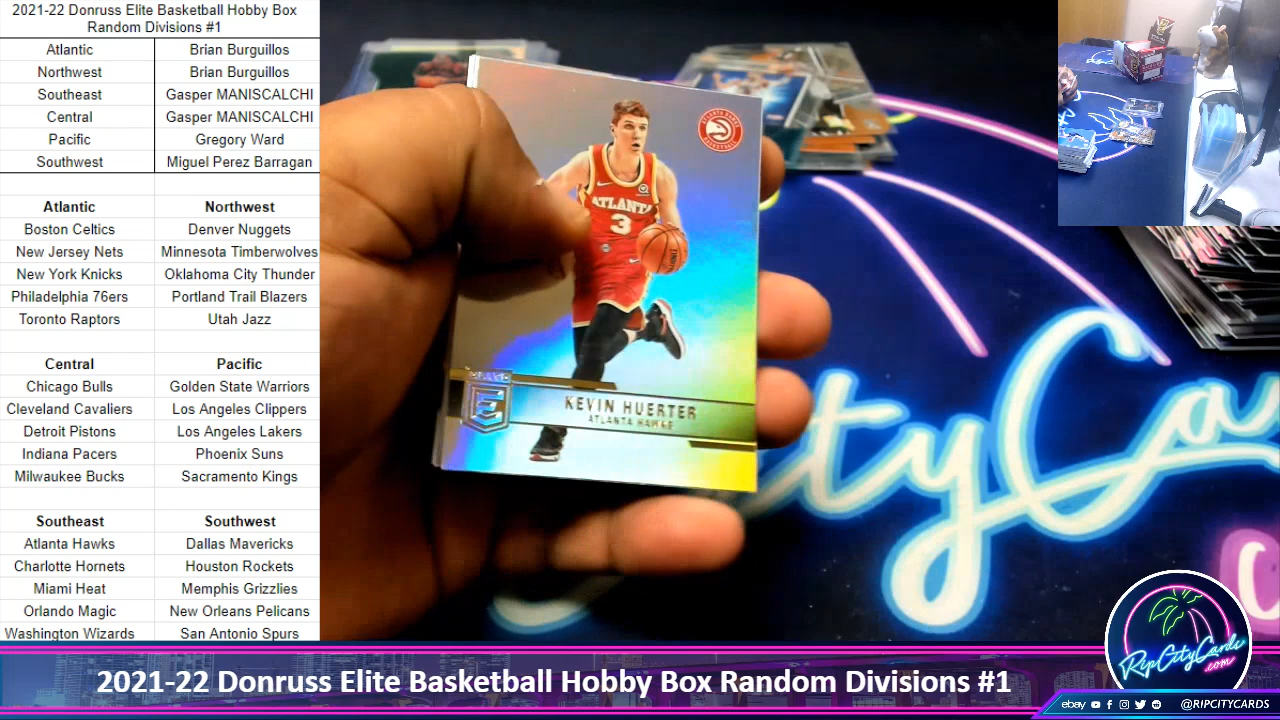 2021-22 Donruss Elite Basketball Hobby Box
Random Divisions #1
Atlantic Brian Burguillos
Northwest Brian Burguillos
Southeast Gasper MANISCALCHI
Central Gasper MANISCALCHI
Pacific Gregory Ward
Southwest Miguel Perez Barragan
Atlantic Northwest
Boston Celtics Denver Nuggets
New Jersey Nets Minnesota Timberwolves
New York Knicks Oklahoma City Thunder
Philadelphia 76ers Portland Trail Blazers
Toronto Raptors Utah Jazz
Central Pacific
Chicago Bulls Golden State Warriors
Cleveland Cavaliers Los Angeles Clippers
Detroit Pistons Los Angeles Lakers
Indiana Pacers Phoenix Suns
Milwaukee Bucks Sacramento Kings
Southeast Southwest
Atlanta Hawks Dallas Mavericks
Charlotte Hornets Houston Rockets
Miami Heat Memphis Grizzlies
Orlando Magic New Orleans Pelicans
Washington Wizards San Antonio Spurs
ATLANTA HAWKS
BASKETBALL
ATLANTA
3
E
KEVIN HUERTER
ATLANTA HAWKS
ity Ca
C
RipCityCards
.com
2021-22 Donruss Elite Basketball Hobby Box Random Divisions #1
ebay @RIPCITYCARDS